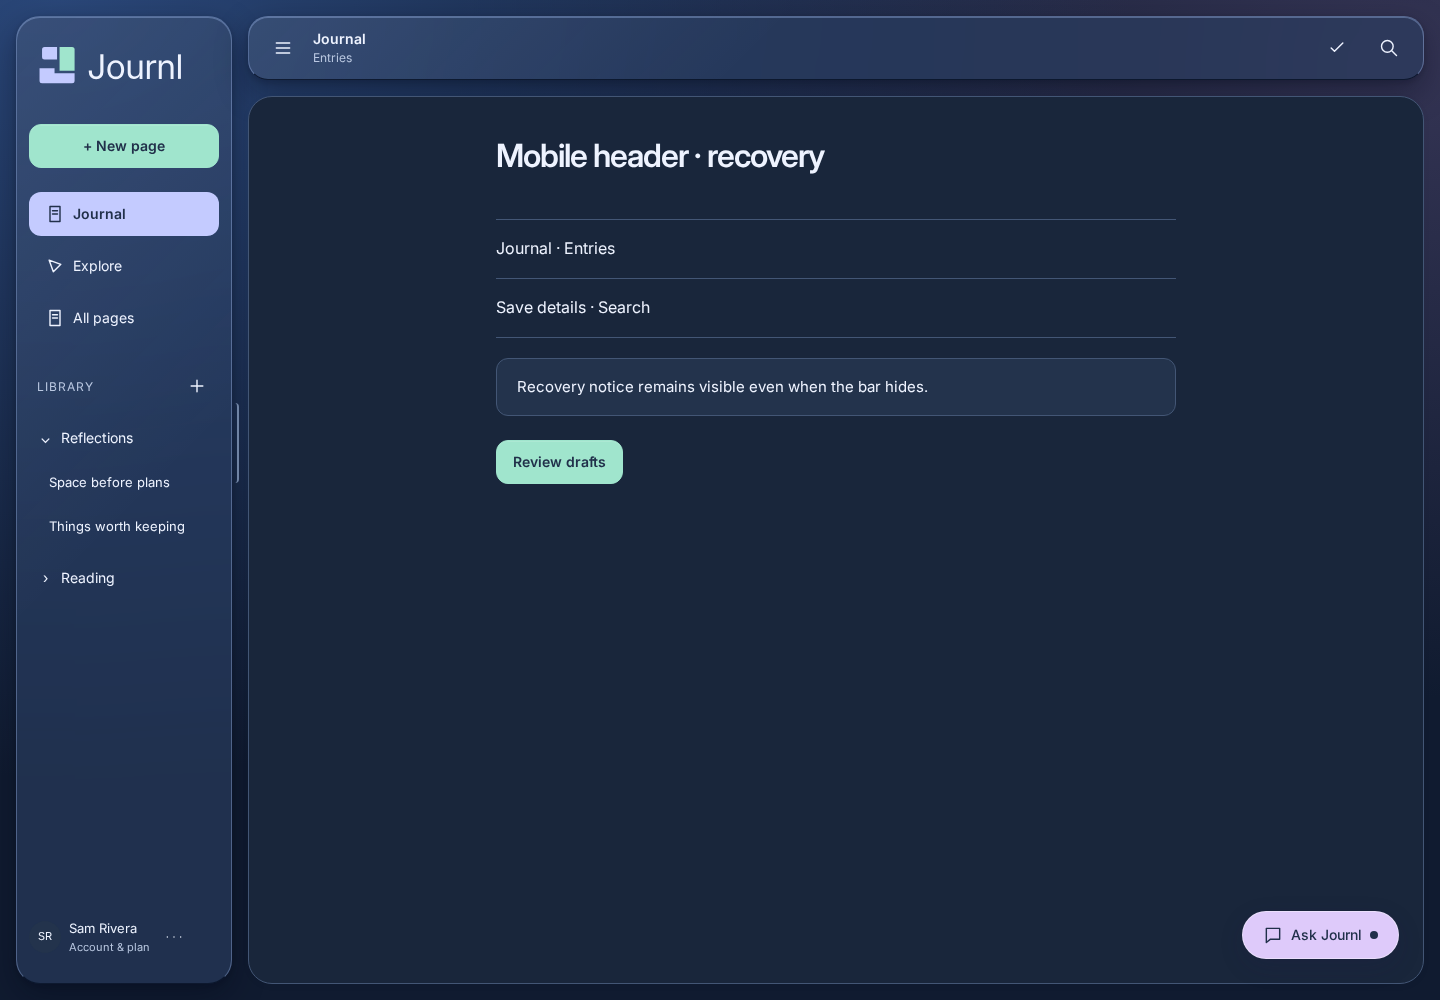 Journl
+ New page
Journal
Explore
All pages
LIBRARY
Reflections
Space before plans
Things worth keeping
Reading
SR
Sam Rivera
Account & plan
Journal
Entries
Mobile header · recovery
Journal · Entries
Save details · Search
Recovery notice remains visible even when the bar hides.
Review drafts
Ask Journl